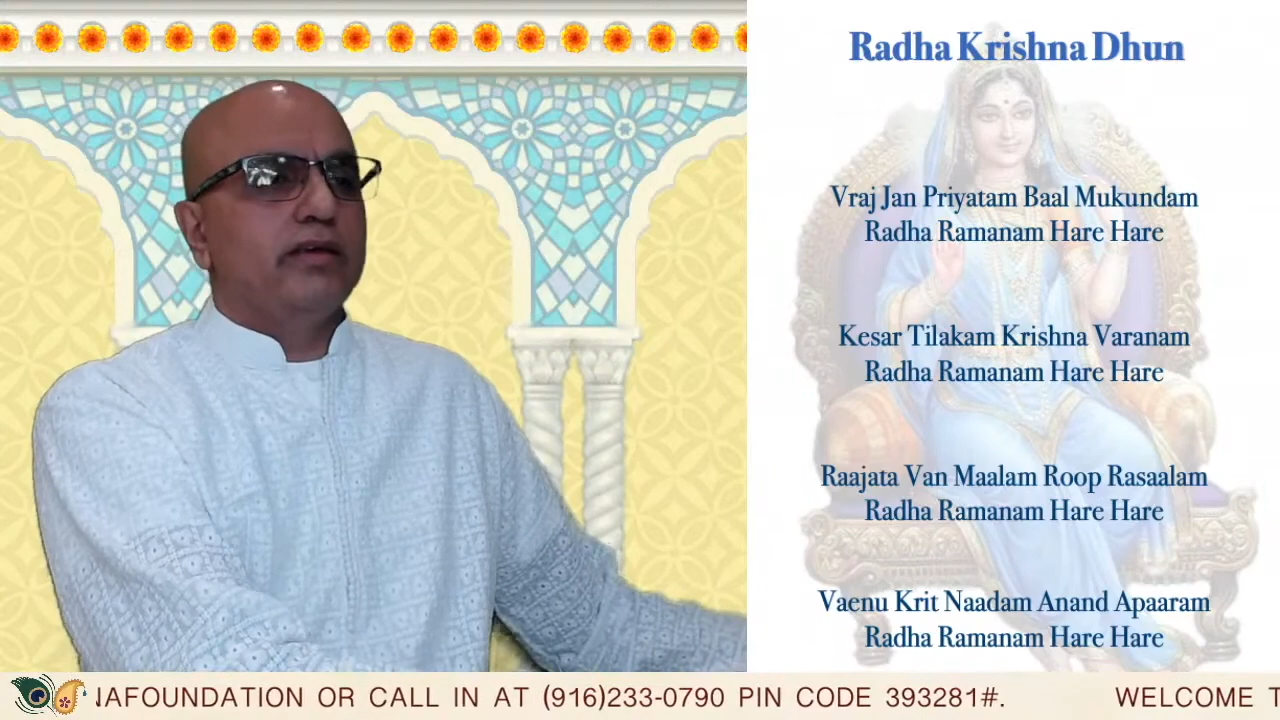 Radha Krishna Dhun
Vraj Jan Priyatam Baal Mukundam
Radha Ramanam Hare Hare
Kesar Tilakam Krishna Varanam
Radha Ramanam Hare Hare
Raajata Van Maalam Roop Rasaalam
Radha Ramanam Hare Hare
Vaenu Krit Naadam Anand Apaaram
Radha Ramanam Hare Hare
NAFOUNDATION OR CALL IN AT (916)233-0790 PIN CODE 393281#. WELCOME T